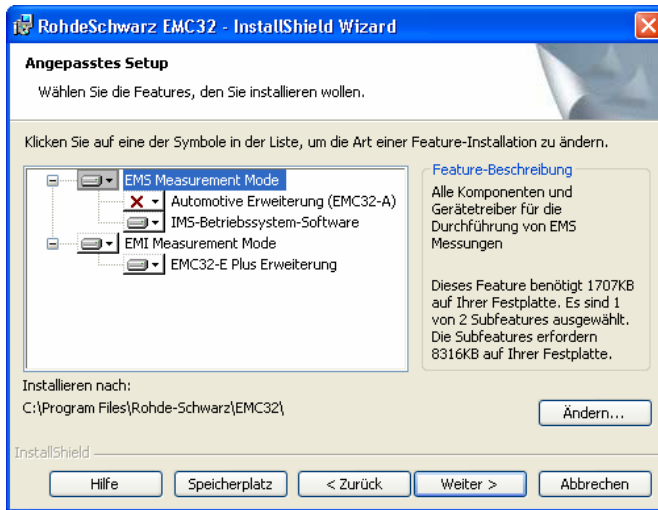 RohdeSchwarz EMC32 - InstallShield Wizard
Angepasstes Setup
Wählen Sie die Features, den Sie installieren wollen.
Klicken Sie auf eine der Symbole in der Liste, um die Art einer Feature-Installation zu ändern.
EMS Measurement Mode
Automotive Erweiterung (EMC32-A)
IMS-Betriebssystem-Software
EMI Measurement Mode
EMC32-E Plus Erweiterung
Feature-Beschreibung
Alle Komponenten und
Gerätetreiber für die
Durchführung von EMS
Messungen
Dieses Feature benötigt 1707KB
auf Ihrer Festplatte. Es sind 1
von 2 Subfeatures ausgewählt.
Die Subfeatures erfordern
8316KB auf Ihrer Festplatte.
Installieren nach:
C:\Program Files\Rohde-Schwarz\EMC32\
Ändern...
InstallShield
Hilfe
Speicherplatz
< Zurück
Weiter >
Abbrechen